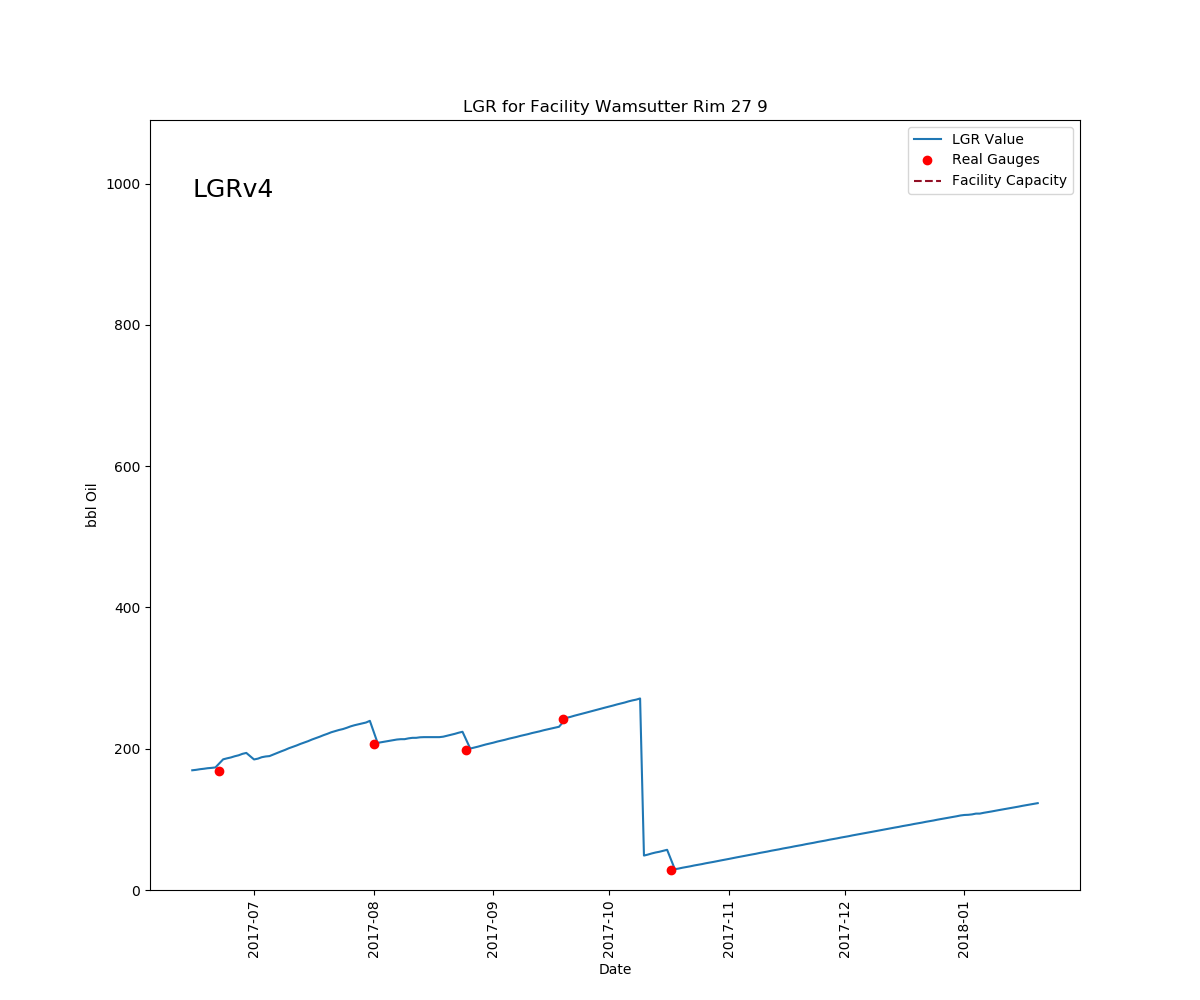 LGR for Facility Wamsutter Rim 27 9
LGR Value
Real Gauges
Facility Capacity
LGRv4
1000
800
600
400
200
0
bbl Oil
2017-07
2017-08
2017-09
2017-10
2017-11
2017-12
2018-01
Date